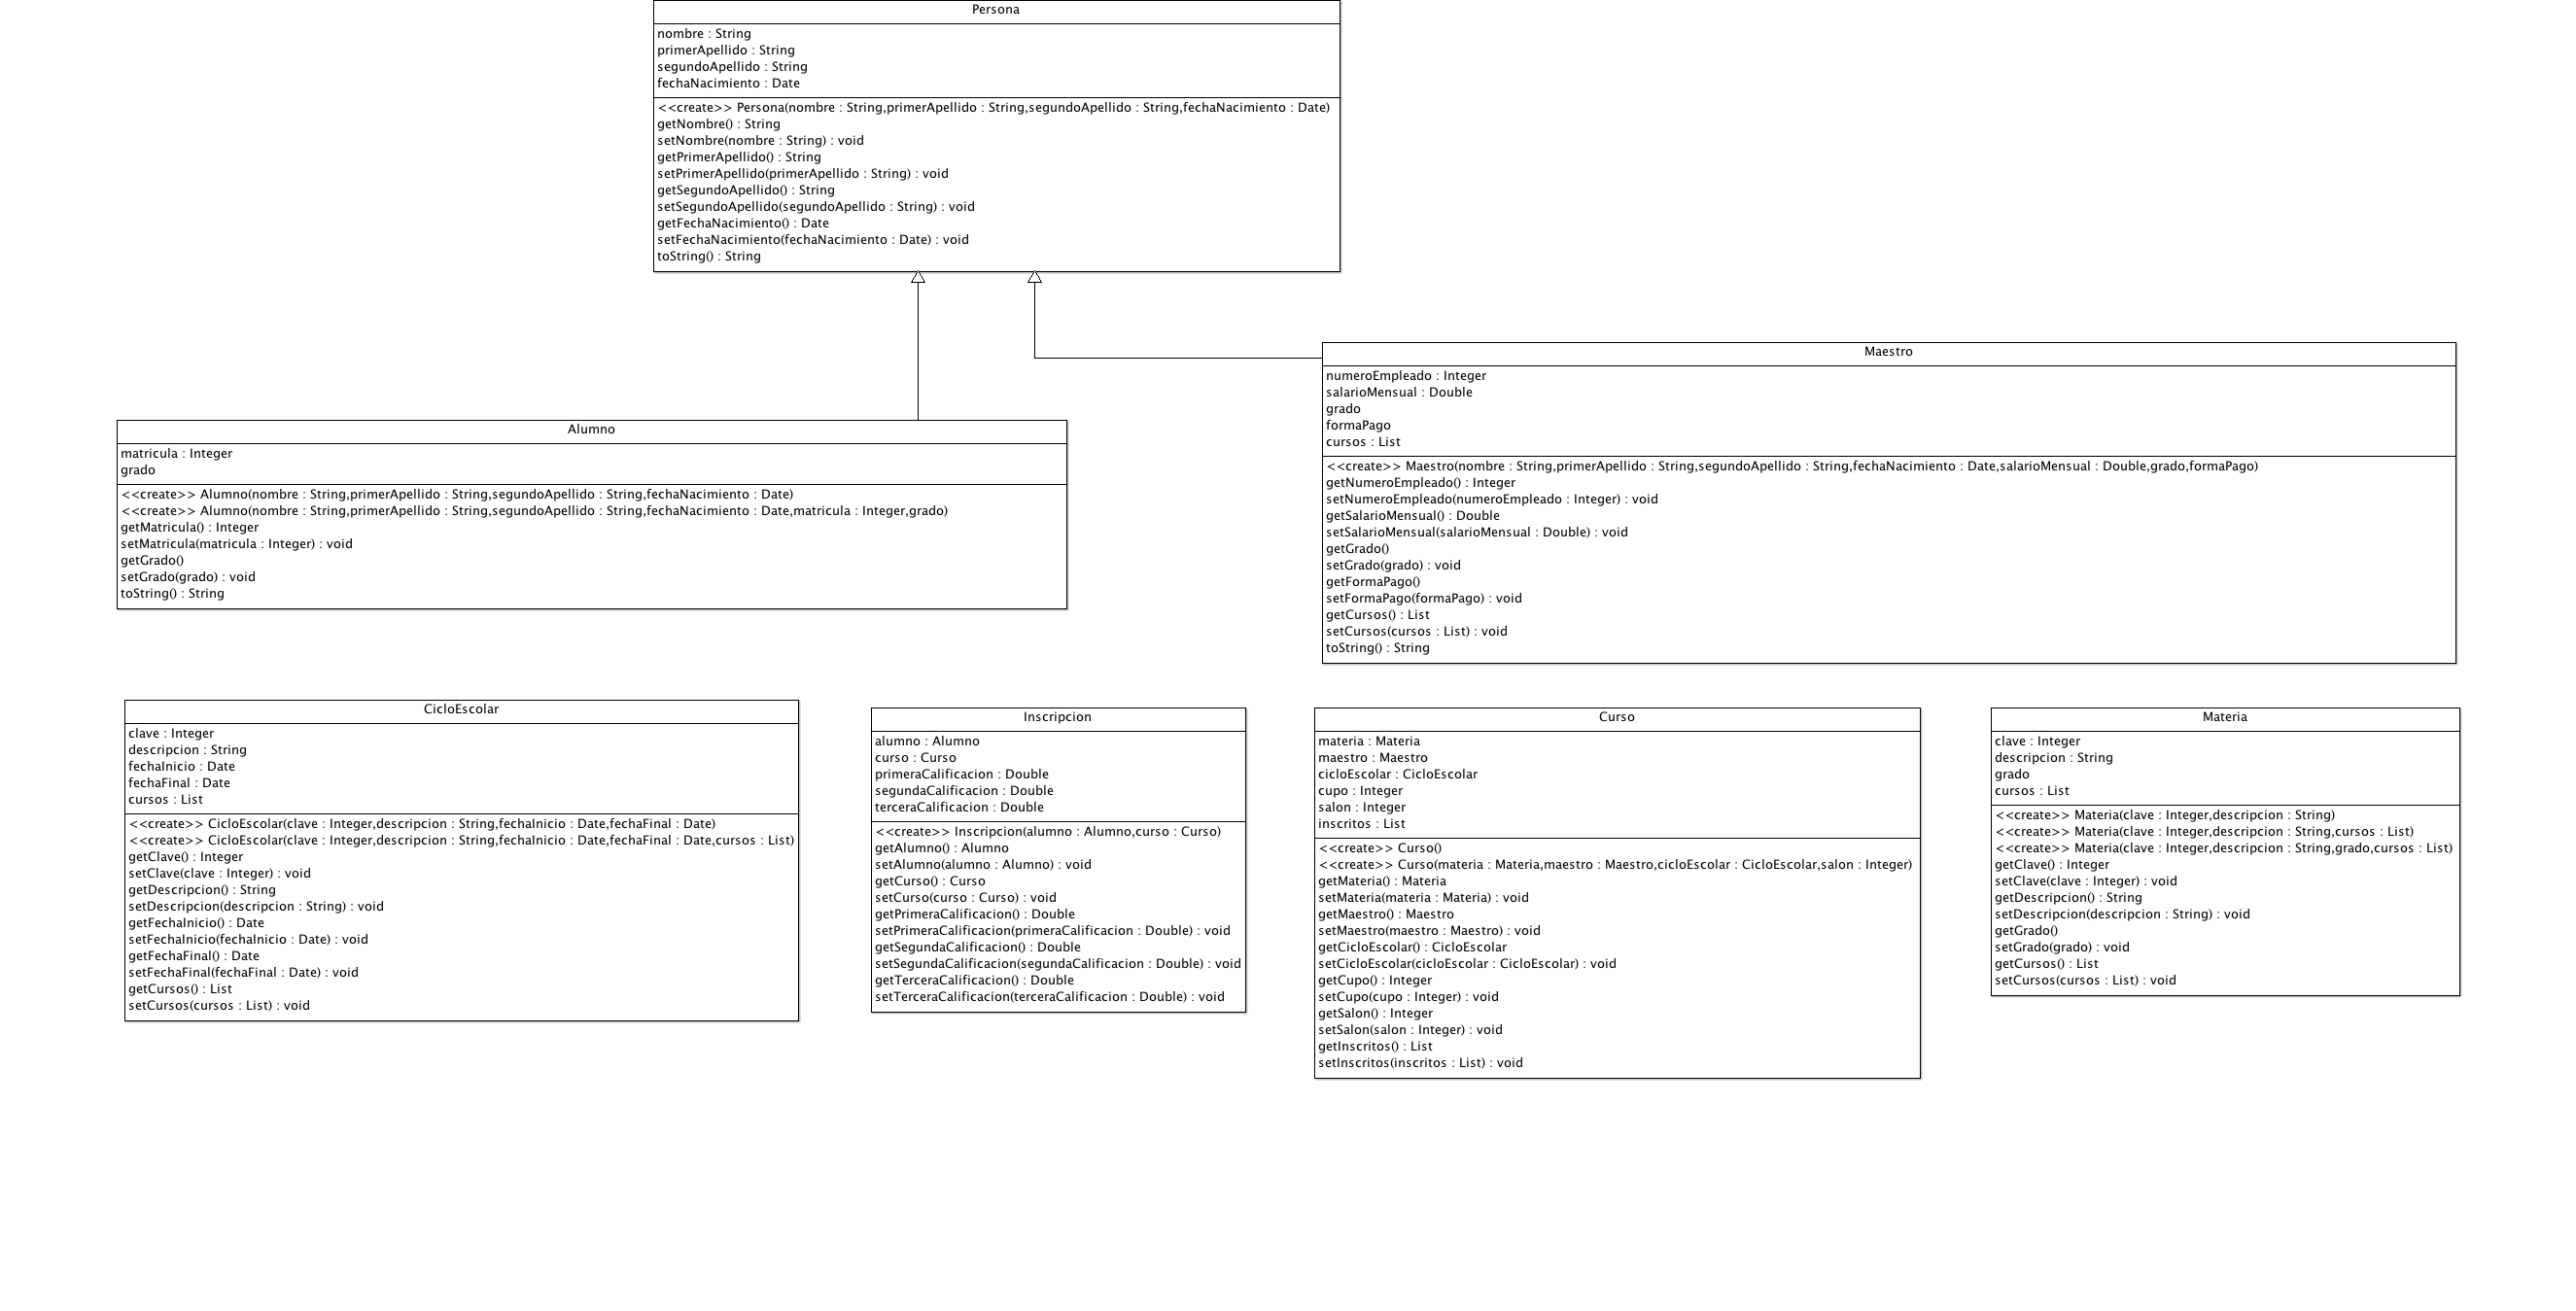 Persona
nombre : String
primerApellido : String
segundoApellido : String
fechaNacimiento : Date
<<create>> Persona(nombre : String,primerApellido : String,segundoApellido : String,fechaNacimiento : Date)
getNombre() : String
setNombre(nombre : String) : void
getPrimerApellido() : String
setPrimerApellido(primerApellido : String) : void
getSegundoApellido() : String
setSegundoApellido(segundoApellido : String) : void
getFechaNacimiento() : Date
setFechaNacimiento(fechaNacimiento : Date) : void
toString() : String
Maestro
numeroEmpleado : Integer
salarioMensual : Double
grado
formaPago
cursos : List
<<create>> Maestro(nombre : String,primerApellido : String,segundoApellido : String,fechaNacimiento : Date,salarioMensual : Double,grado,formaPago)
getNumeroEmpleado() : Integer
setNumeroEmpleado(numeroEmpleado : Integer) : void
getSalarioMensual() : Double
setSalarioMensual(salarioMensual : Double) : void
getGrado()
setGrado(grado) : void
getFormaPago()
setFormaPago(formaPago) : void
getCursos() : List
setCursos(cursos : List) : void
toString() : String
Alumno
matricula : Integer
grado
<<create>> Alumno(nombre : String,primerApellido : String,segundoApellido : String,fechaNacimiento : Date)
<<create>> Alumno(nombre : String,primerApellido : String,segundoApellido : String,fechaNacimiento : Date,matricula : Integer,grado)
getMatricula() : Integer
setMatricula(matricula : Integer) : void
getGrado()
setGrado(grado) : void
toString() : String
CicloEscolar
clave : Integer
descripcion : String
fechaInicio : Date
fechaFinal : Date
cursos : List
<<create>> CicloEscolar(clave : Integer,descripcion : String,fechaInicio : Date,fechaFinal : Date)
<<create>> CicloEscolar(clave : Integer,descripcion : String,fechaInicio : Date,fechaFinal : Date,cursos : List)
getClave() : Integer
setClave(clave : Integer) : void
getDescripcion() : String
setDescripcion(descripcion : String) : void
getFechaInicio() : Date
setFechaInicio(fechaInicio : Date) : void
getFechaFinal() : Date
setFechaFinal(fechaFinal : Date) : void
getCursos() : List
setCursos(cursos : List) : void
Inscripcion
alumno : Alumno
curso : Curso
primeraCalificacion : Double
segundaCalificacion : Double
terceraCalificacion : Double
<<create>> Inscripcion(alumno : Alumno,curso : Curso)
getAlumno() : Alumno
setAlumno(alumno : Alumno) : void
getCurso() : Curso
setCurso(curso : Curso) : void
getPrimeraCalificacion() : Double
setPrimeraCalificacion(primeraCalificacion : Double) : void
getSegundaCalificacion() : Double
setSegundaCalificacion(segundaCalificacion : Double) : void
getTerceraCalificacion() : Double
setTerceraCalificacion(terceraCalificacion : Double) : void
Curso
materia : Materia
maestro : Maestro
cicloEscolar : CicloEscolar
cupo : Integer
salon : Integer
inscritos : List
<<create>> Curso()
<<create>> Curso(materia : Materia,maestro : Maestro,cicloEscolar : CicloEscolar,salon : Integer)
getMateria() : Materia
setMateria(materia : Materia) : void
getMaestro() : Maestro
setMaestro(maestro : Maestro) : void
getCicloEscolar() : CicloEscolar
setCicloEscolar(cicloEscolar : CicloEscolar) : void
getCupo() : Integer
setCupo(cupo : Integer) : void
getSalon() : Integer
setSalon(salon : Integer) : void
getInscritos() : List
setInscritos(inscritos : List) : void
Materia
clave : Integer
descripcion : String
grado
cursos : List
<<create>> Materia(clave : Integer,descripcion : String)
<<create>> Materia(clave : Integer,descripcion : String,cursos : List)
<<create>> Materia(clave : Integer,descripcion : String,grado,cursos : List)
getClave() : Integer
setClave(clave : Integer) : void
getDescripcion() : String
setDescripcion(descripcion : String) : void
getGrado()
setGrado(grado) : void
getCursos() : List
setCursos(cursos : List) : void